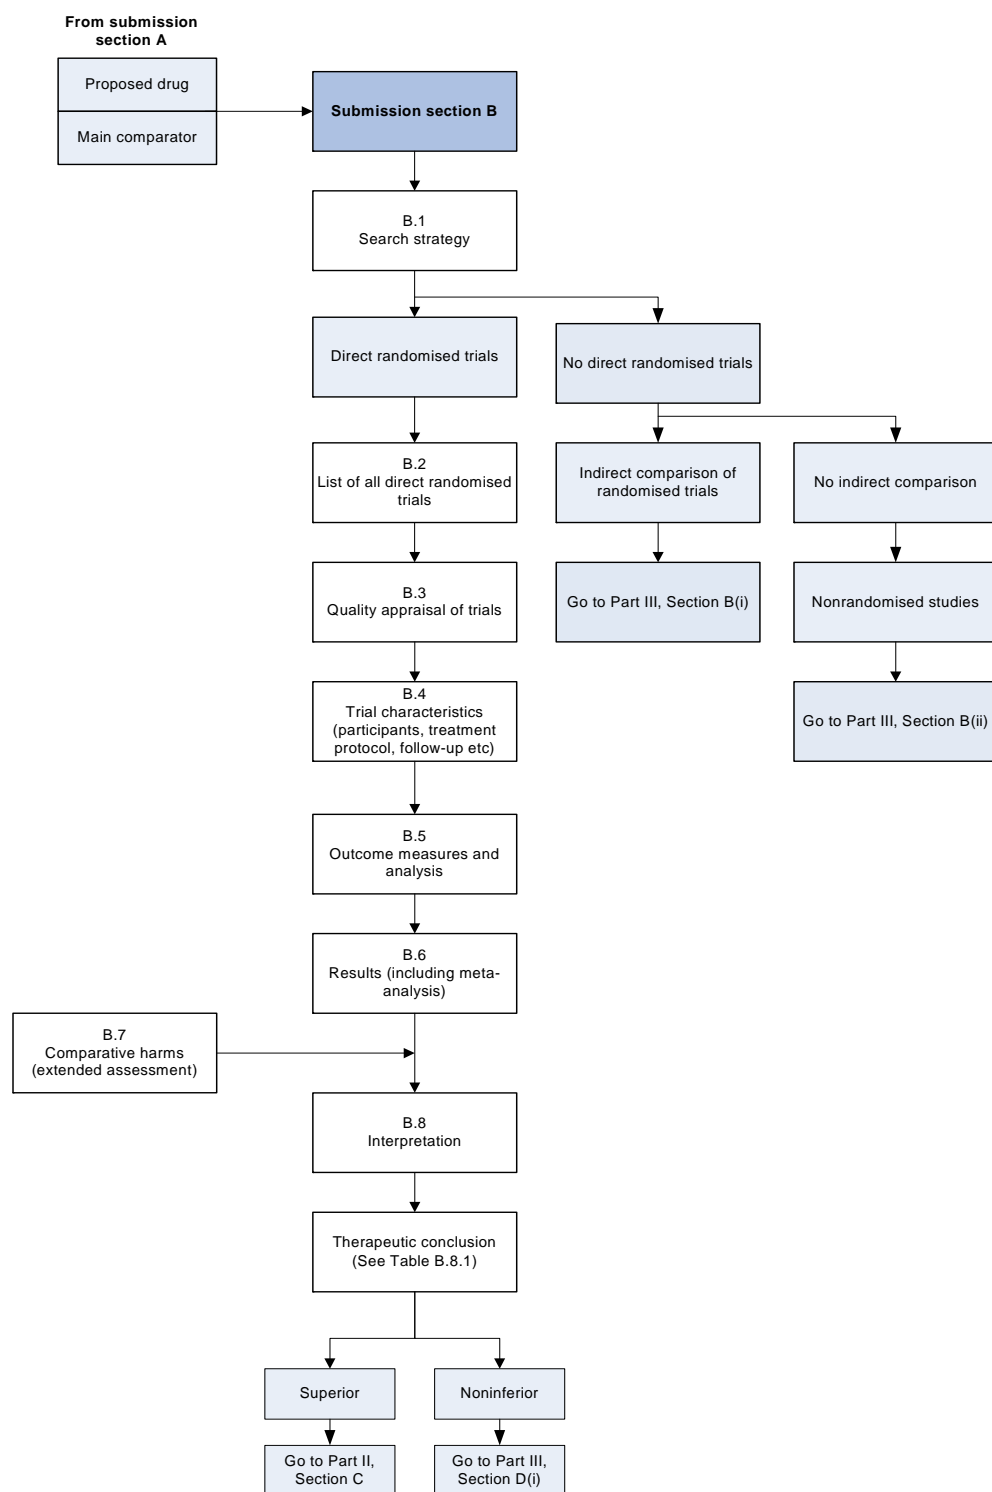 From submission
section A
Proposed drug
Main comparator
Submission section B
B.1
Search strategy
Direct randomised trials
No direct randomised trials
B.2
List of all direct randomised
trials
Indirect comparison of
randomised trials
No indirect comparison
B.3
Quality appraisal of trials
Go to Part III, Section B(i)
Nonrandomised studies
B.4
Trial characteristics
(participants, treatment
protocol, follow-up etc)
Go to Part III, Section B(ii)
B.5
Outcome measures and
analysis
B.6
Results (including meta-
analysis)
B.7
Comparative harms
(extended assessment)
B.8
Interpretation
Therapeutic conclusion
(See Table B.8.1)
Superior
Noninferior
Go to Part II,
Section C
Go to Part III,
Section D(i)